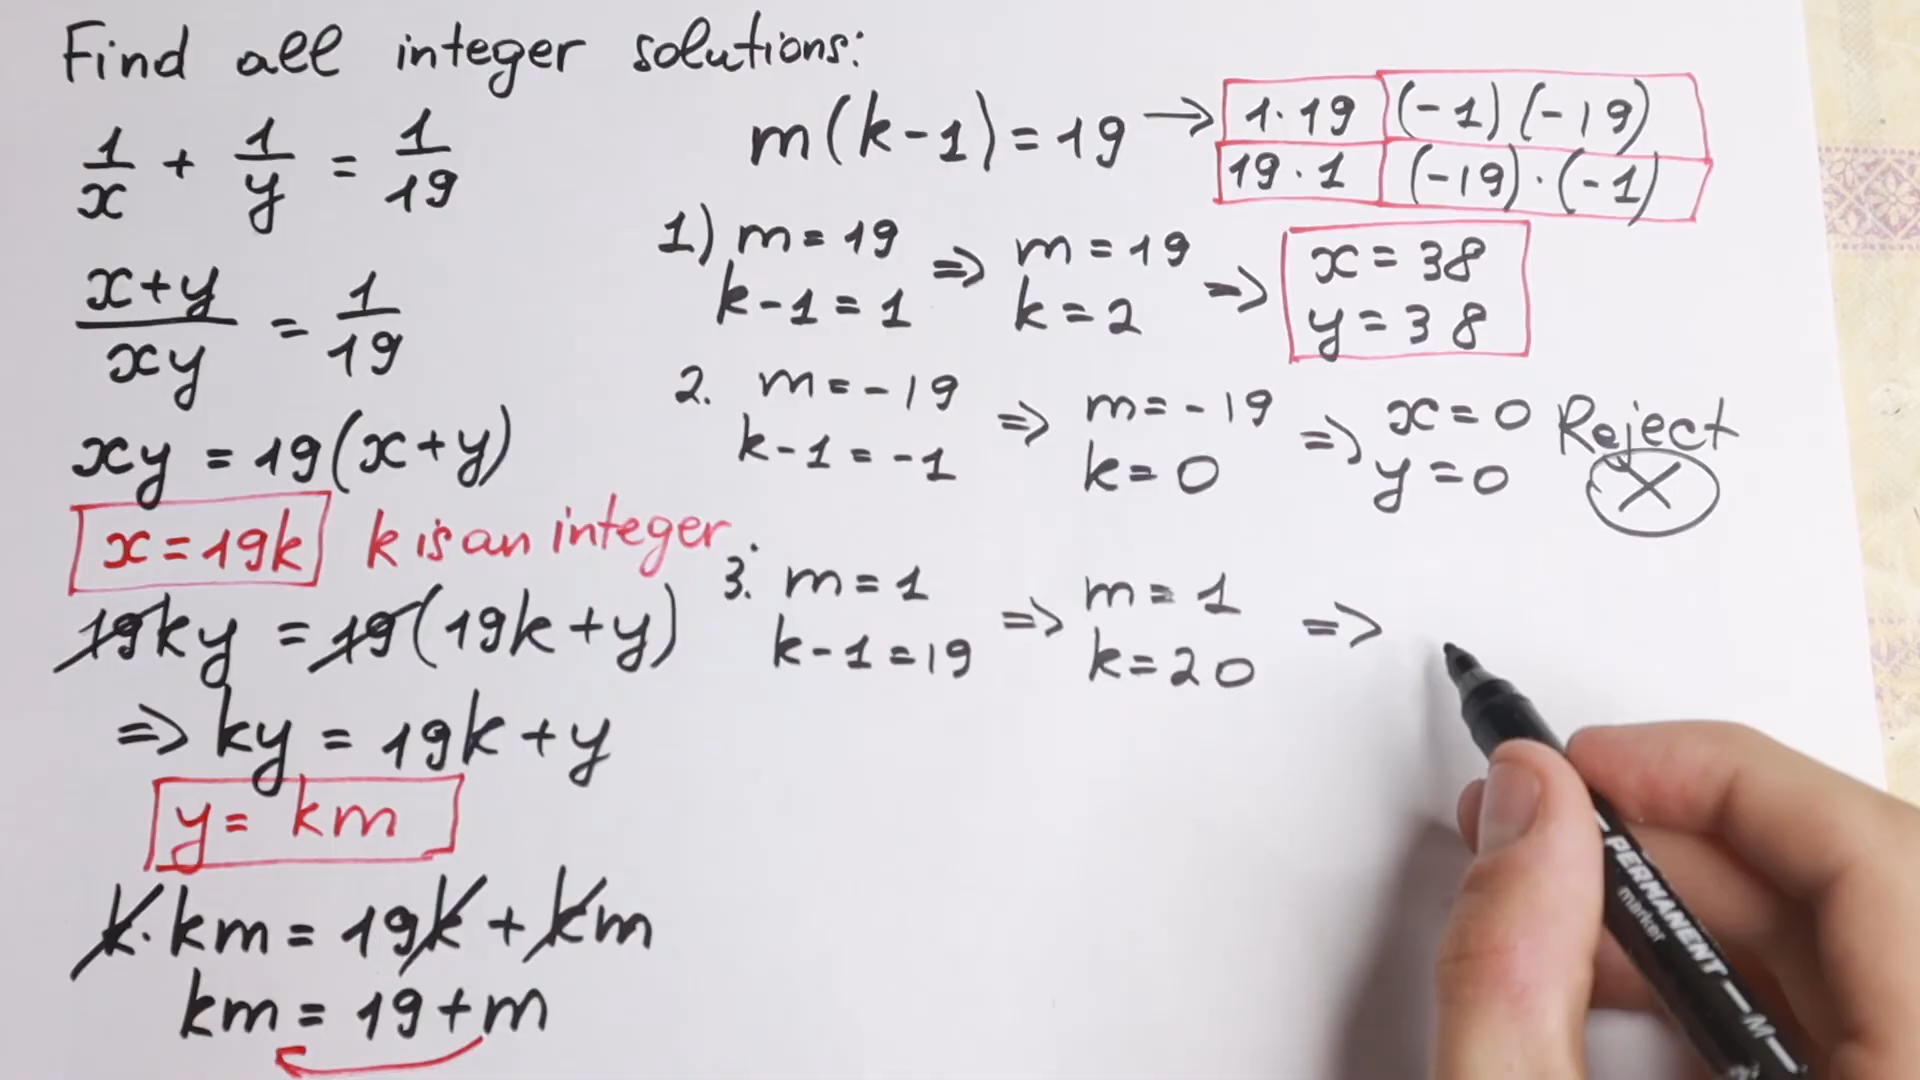 Find all integer solutions:
1/x + 1/y = 1/19
x+y/xy = 1/19
xy = 19(x+y)
x=19k k is an integer
19ky = 19(19k+y)
=> ky = 19k+y
y= km
k·km = 19k + km
km = 19+m
m(k-1)=19 → 1·19 (-1)(-19)
19·1 (-19)·(-1)
1) m=19 => m=19 => x=38
k-1=1 k=2 y=38
2. m=-19 => m=-19 => x=0 Reject
k-1=-1 k=0 y=0
3. m=1 => m=1 =>
k-1=19 k=20
PERMANENT M
marker